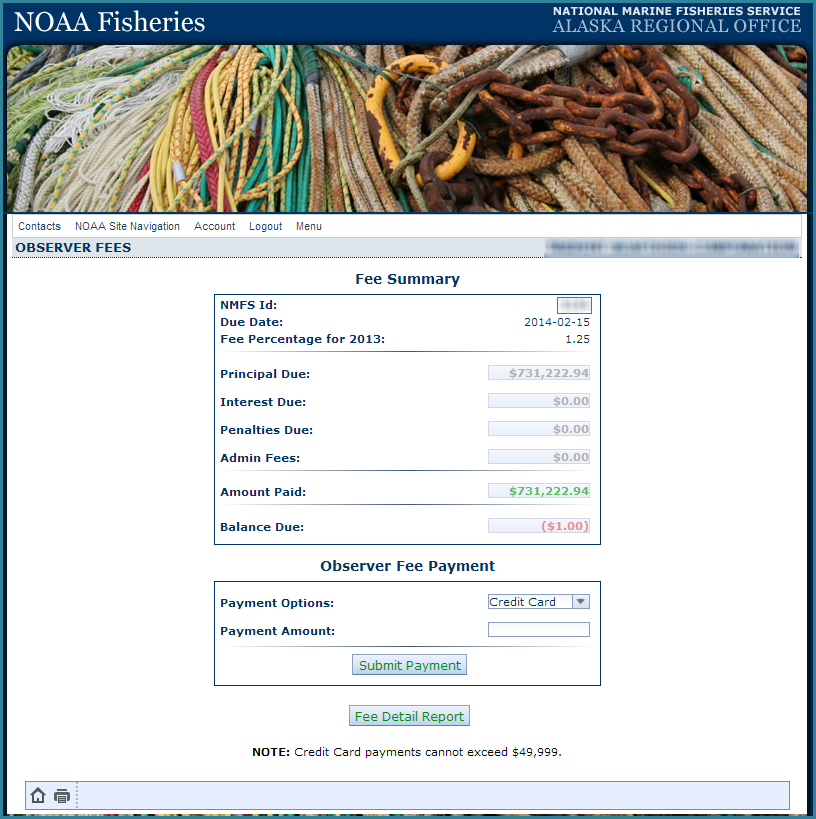 NOAA Fisheries
NATIONAL MARINE FISHERIES SERVICE
ALASKA REGIONAL OFFICE
Contacts NOAA Site Navigation Account Logout Menu
OBSERVER FEES
Fee Summary
NMFS Id:
Due Date: 2014-02-15
Fee Percentage for 2013: 1.25
Principal Due: $731,222.94
Interest Due: $0.00
Penalties Due: $0.00
Admin Fees: $0.00
Amount Paid: $731,222.94
Balance Due: ($1.00)
Observer Fee Payment
Payment Options: Credit Card
Payment Amount:
Submit Payment
Fee Detail Report
NOTE: Credit Card payments cannot exceed $49,999.